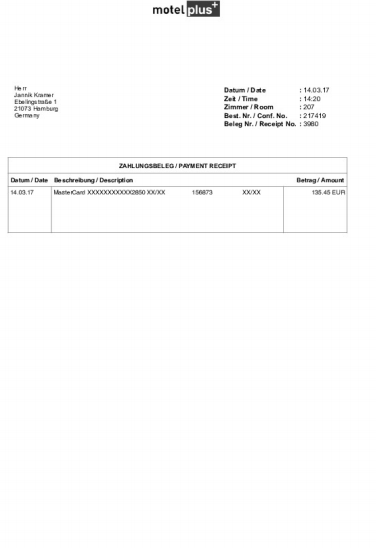 motel plus+
Herr
Jannik Kramer
Ebelingstraße 1
21073 Hamburg
Germany
Datum / Date : 14.03.17
Zeit / Time : 14:20
Zimmer / Room : 207
Best. Nr. / Conf. No. : 217419
Beleg Nr. / Receipt No. : 3980
ZAHLUNGSBELEG / PAYMENT RECEIPT
Datum / Date Beschreibung / Description Betrag / Amount
14.03.17 MasterCard XXXXXXXXXXXX2850 XX/XX 156873 XX/XX 135.45 EUR